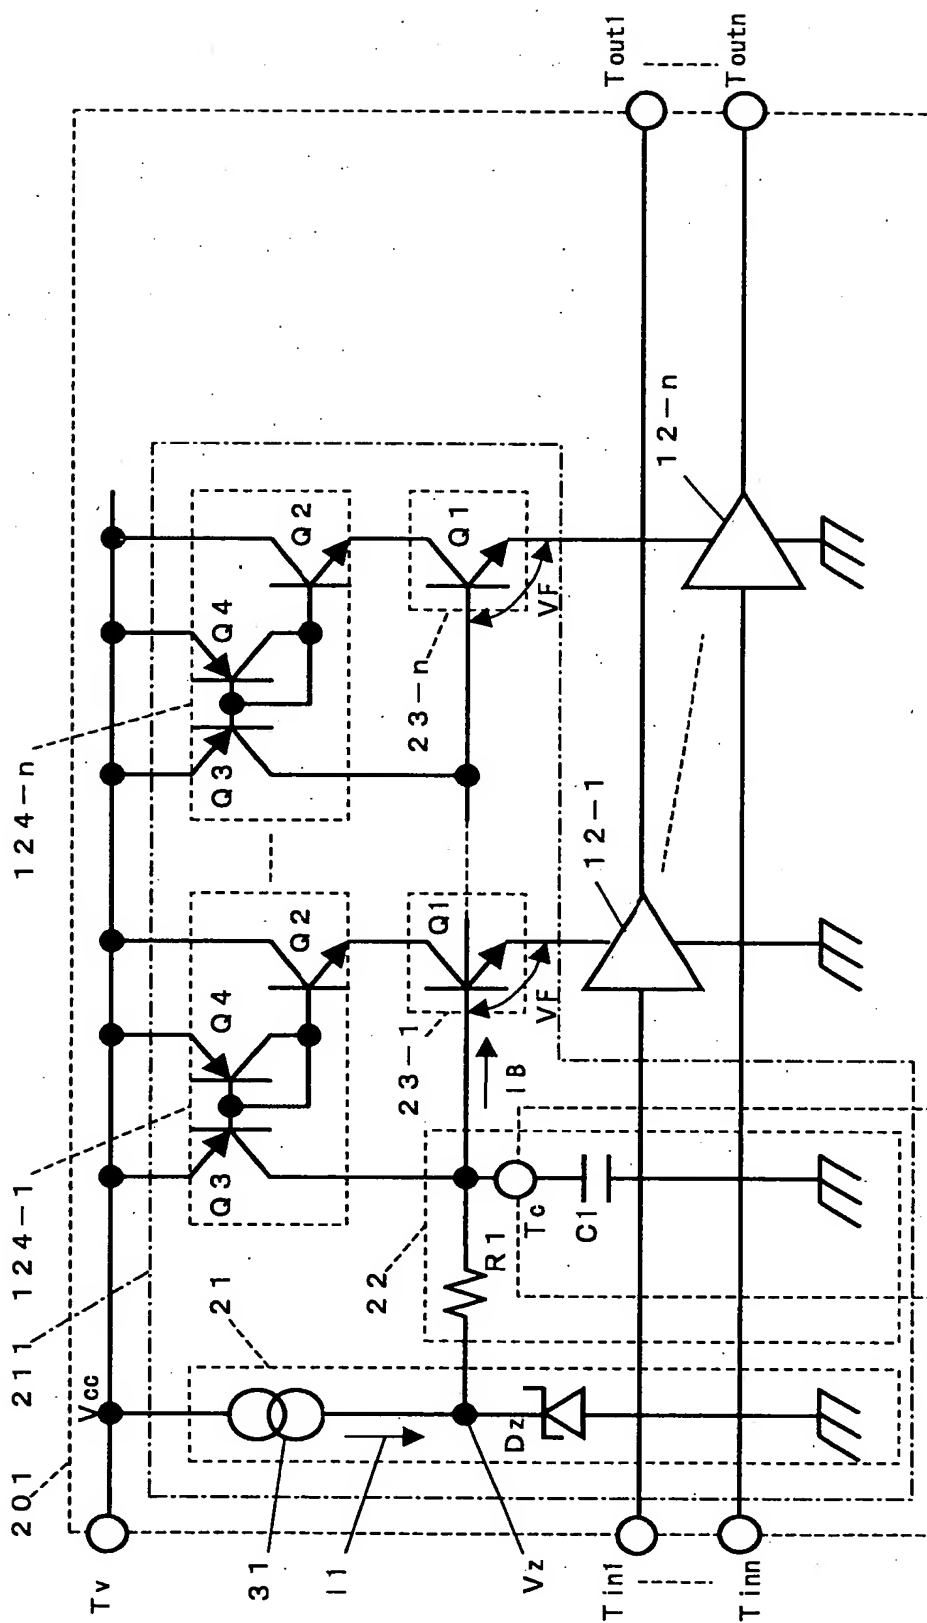 201
211
124-1
124-n
Tv
Vcc
21
31
I1
Vz
Dz
22
R1
Tc
C1
IB
Q3
Q4
Q2
Q1
23-1
VF
Q3
Q4
Q2
Q1
23-n
VF
12-1
12-n
Tin1
Tinn
Tout1
Toutn